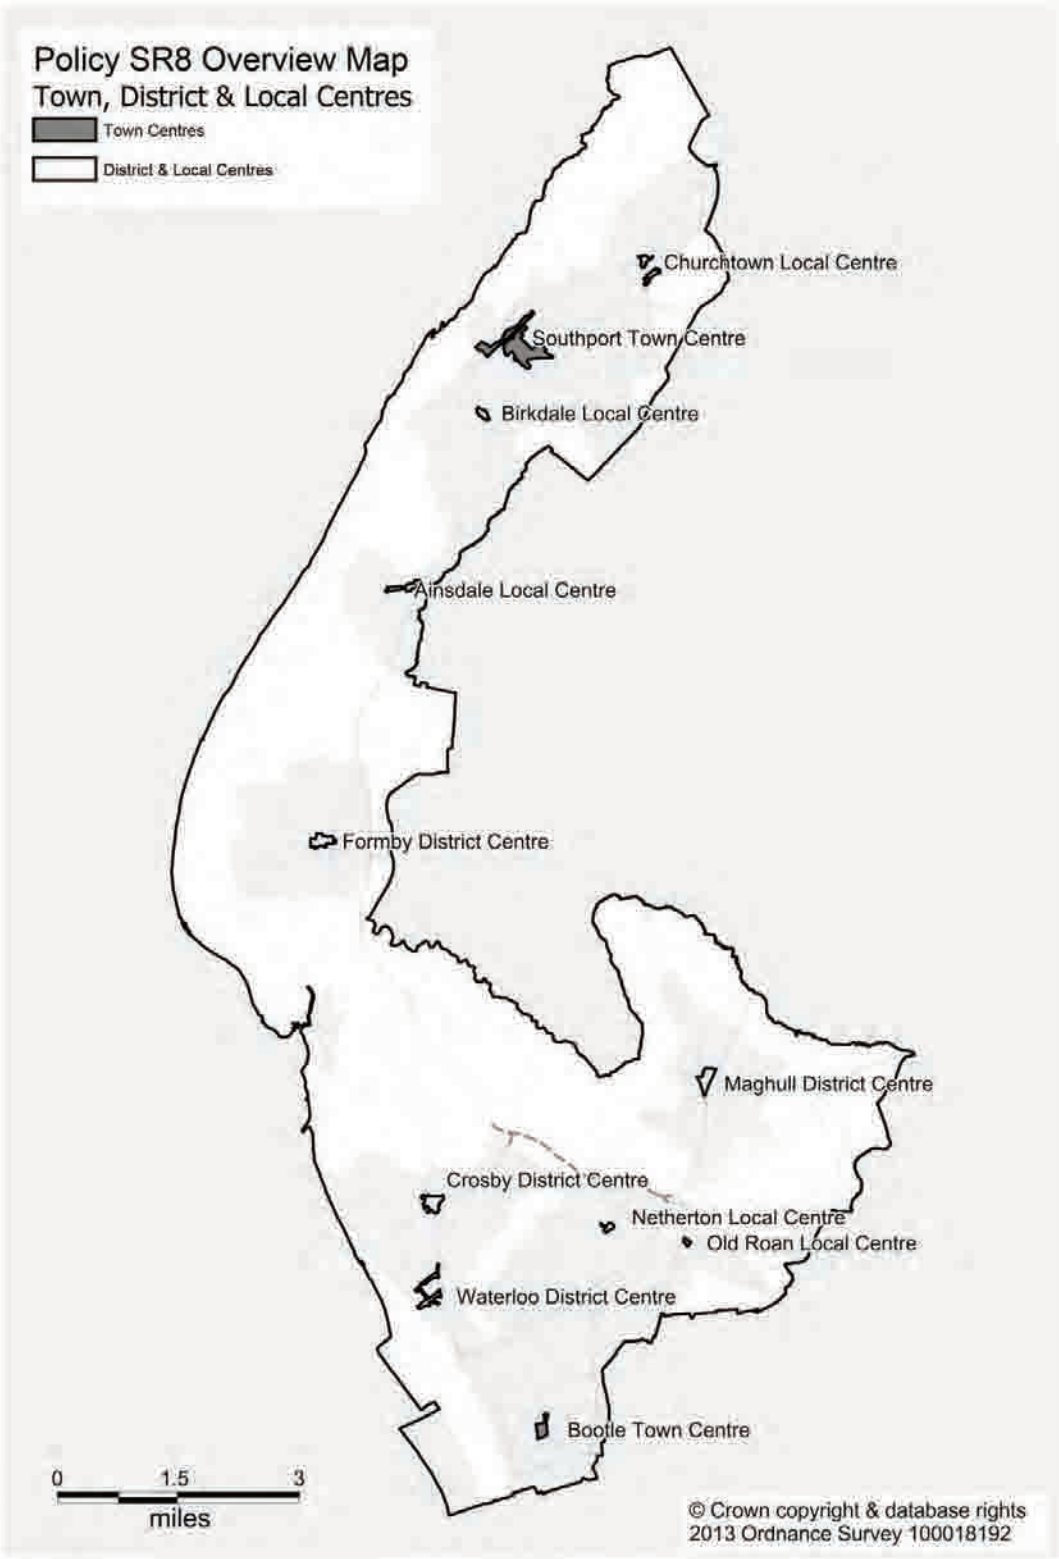 Policy SR8 Overview Map
Town, District & Local Centres
Town Centres
District & Local Centres
Churchtown Local Centre
Southport Town Centre
Birkdale Local Centre
Ainsdale Local Centre
Formby District Centre
Maghull District Centre
Crosby District Centre
Netherton Local Centre
Old Roan Local Centre
Waterloo District Centre
Bootle Town Centre
0 1.5 3
miles
© Crown copyright & database rights
2013 Ordnance Survey 100018192